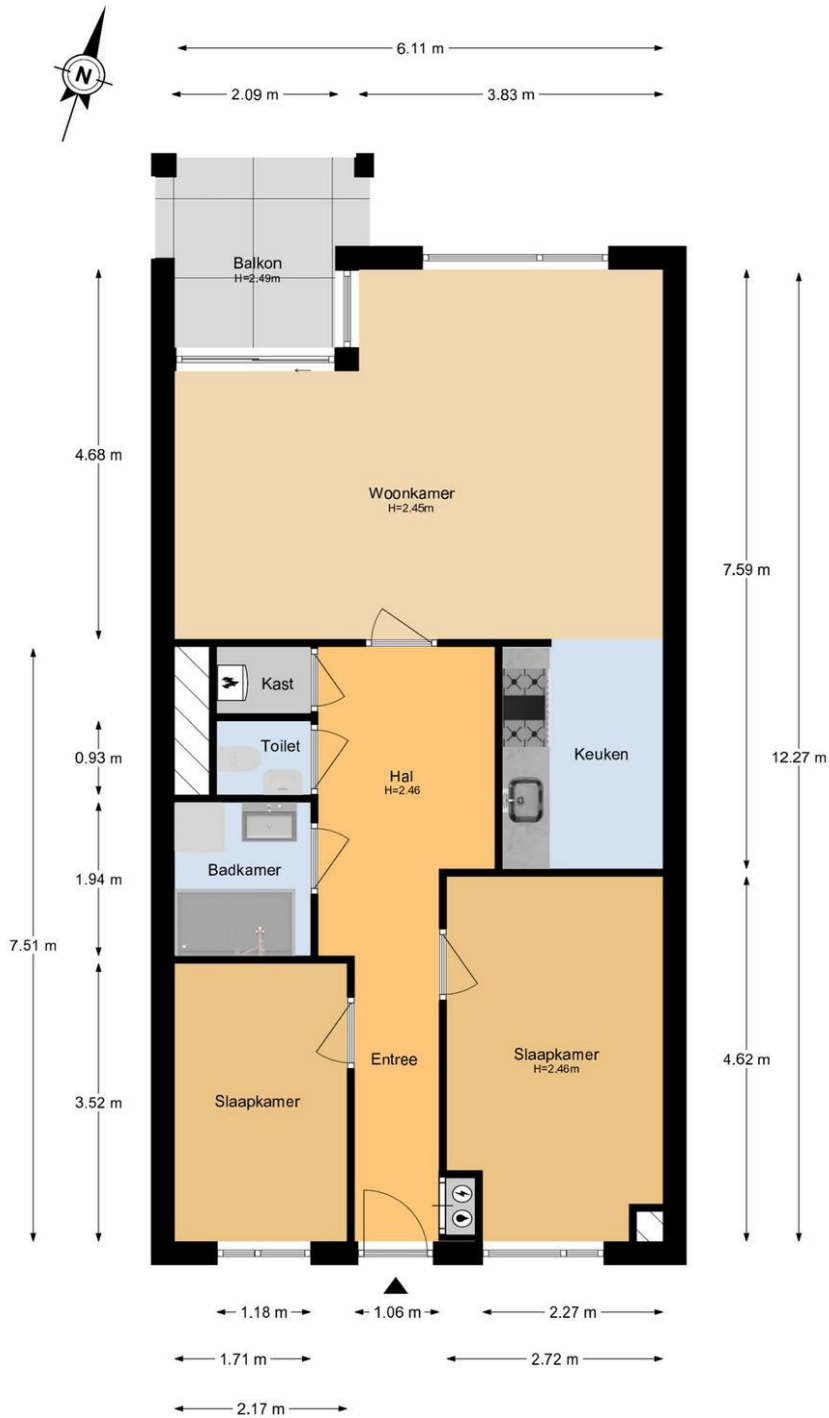 N
6.11 m
2.09 m
3.83 m
Balkon
H=2.49m
4.68 m
Woonkamer
H=2.45m
7.59 m
Kast
Toilet
0.93 m
Hal
H=2.46
Keuken
12.27 m
Badkamer
1.94 m
7.51 m
Slaapkamer
H=2.46m
Entree
4.62 m
Slaapkamer
3.52 m
1.18 m
1.06 m
2.27 m
1.71 m
2.72 m
2.17 m